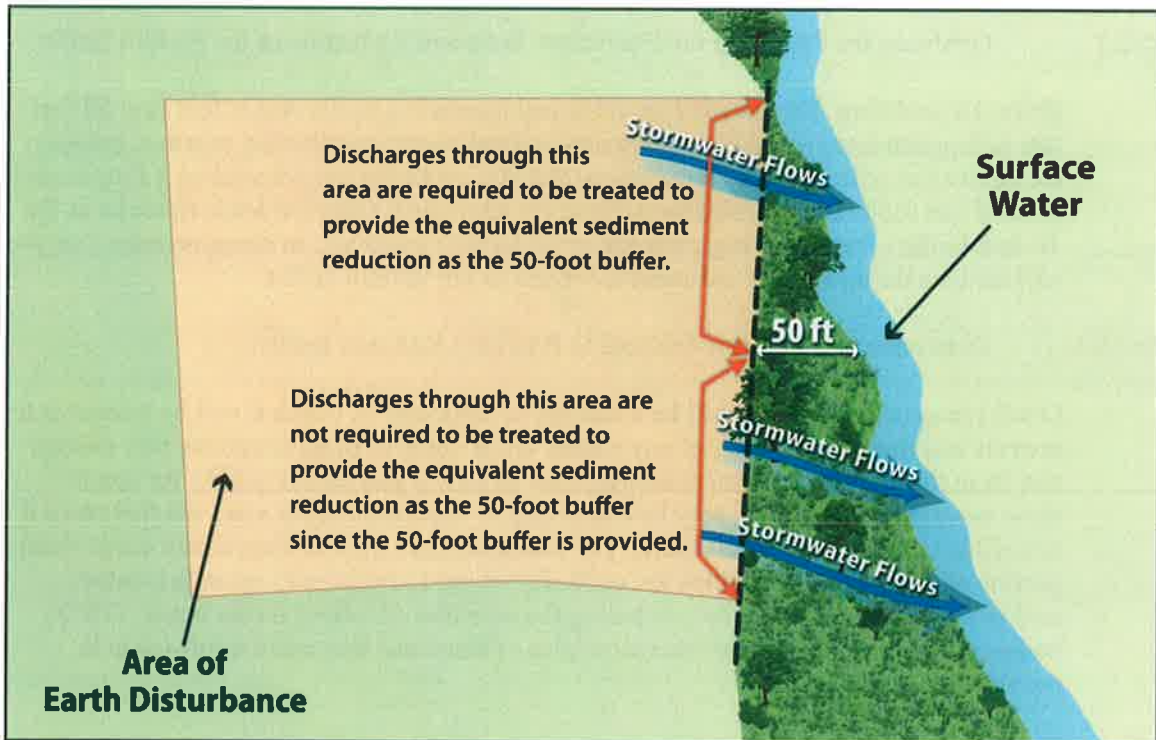 Stormwater Flows
Discharges through this
area are required to be treated to
provide the equivalent sediment
reduction as the 50-foot buffer.
Surface
Water
50 ft
Discharges through this area are
not required to be treated to
provide the equivalent sediment
reduction as the 50-foot buffer
since the 50-foot buffer is provided.
Stormwater Flows
Stormwater Flows
Area of
Earth Disturbance